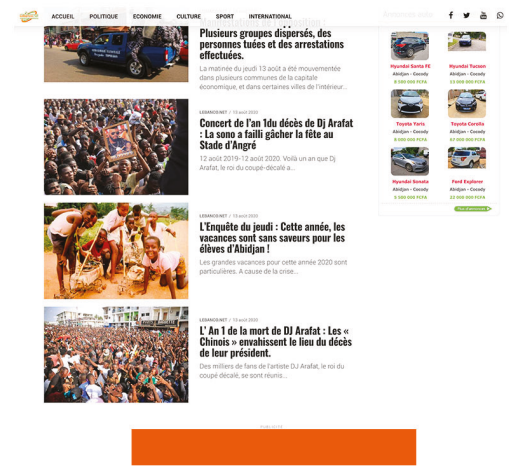 ACCUEIL
POLITIQUE
ECONOMIE
CULTURE
SPORT
INTERNATIONAL
Plusieurs groupes dispersés, des
personnes tuées et des arrestations
effectuées.
La matinée du jeudi 13 août a été mouvementée
dans plusieurs communes de la capitale
économique, et dans certaines villes de l'intérieur...
LEBANCO.NET / 13 août 2020
Concert de l'an 1du décès de Dj Arafat
: La sono a failli gâcher la fête au
Stade d'Angré
12 août 2019-12 août 2020. Voilà un an que Dj
Arafat, le roi du coupé-décalé a...
LEBANCO.NET / 13 août 2020
L'Enquête du jeudi : Cette année, les
vacances sont sans saveurs pour les
élèves d'Abidjan !
Les grandes vacances pour cette année 2020 sont
particulières. A cause de la crise...
LEBANCO.NET / 13 août 2020
L' An 1 de la mort de DJ Arafat : Les «
Chinois » envahissent le lieu du décès
de leur président.
Des milliers de fans de l'artiste DJ Arafat, le roi du
coupé décalé, se sont réunis...
Hyundai Santa FE
Abidjan - Cocody
Hyundai Tucson
Abidjan - Cocody
Toyota Yaris
Abidjan - Cocody
Toyota Corolla
Abidjan - Cocody
Hyundai Sonata
Abidjan - Cocody
Ford Explorer
Abidjan - Cocody
PUBLICITÉ